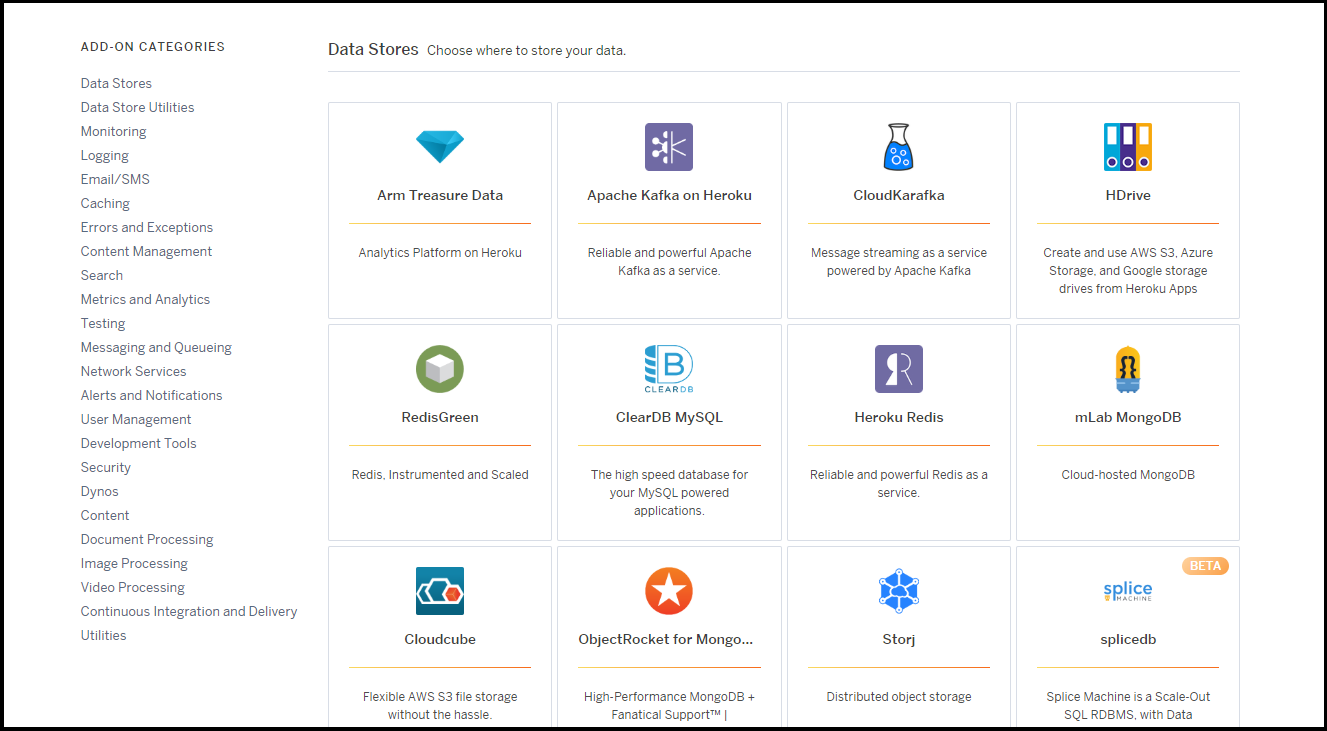 ADD-ON CATEGORIES
Data Stores
Data Store Utilities
Monitoring
Logging
Email/SMS
Caching
Errors and Exceptions
Content Management
Search
Metrics and Analytics
Testing
Messaging and Queueing
Network Services
Alerts and Notifications
User Management
Development Tools
Security
Dynos
Content
Document Processing
Image Processing
Video Processing
Continuous Integration and Delivery
Utilities
Data Stores Choose where to store your data.
Arm Treasure Data
Analytics Platform on Heroku
Apache Kafka on Heroku
Reliable and powerful Apache
Kafka as a service.
CloudKarafka
Message streaming as a service
powered by Apache Kafka
HDrive
Create and use AWS S3, Azure
Storage, and Google storage
drives from Heroku Apps
RedisGreen
Redis, Instrumented and Scaled
B
CLEARDB
ClearDB MySQL
The high speed database for
your MySQL powered
applications.
R
Heroku Redis
Reliable and powerful Redis as a
service.
mLab MongoDB
Cloud-hosted MongoDB
Cloudcube
Flexible AWS S3 file storage
without the hassle.
ObjectRocket for Mongo...
High-Performance MongoDB +
Fanatical Support™ |
Storj
Distributed object storage
BETA
splice
MACHINE
splicedb
Splice Machine is a Scale-Out
SQL RDBMS, with Data